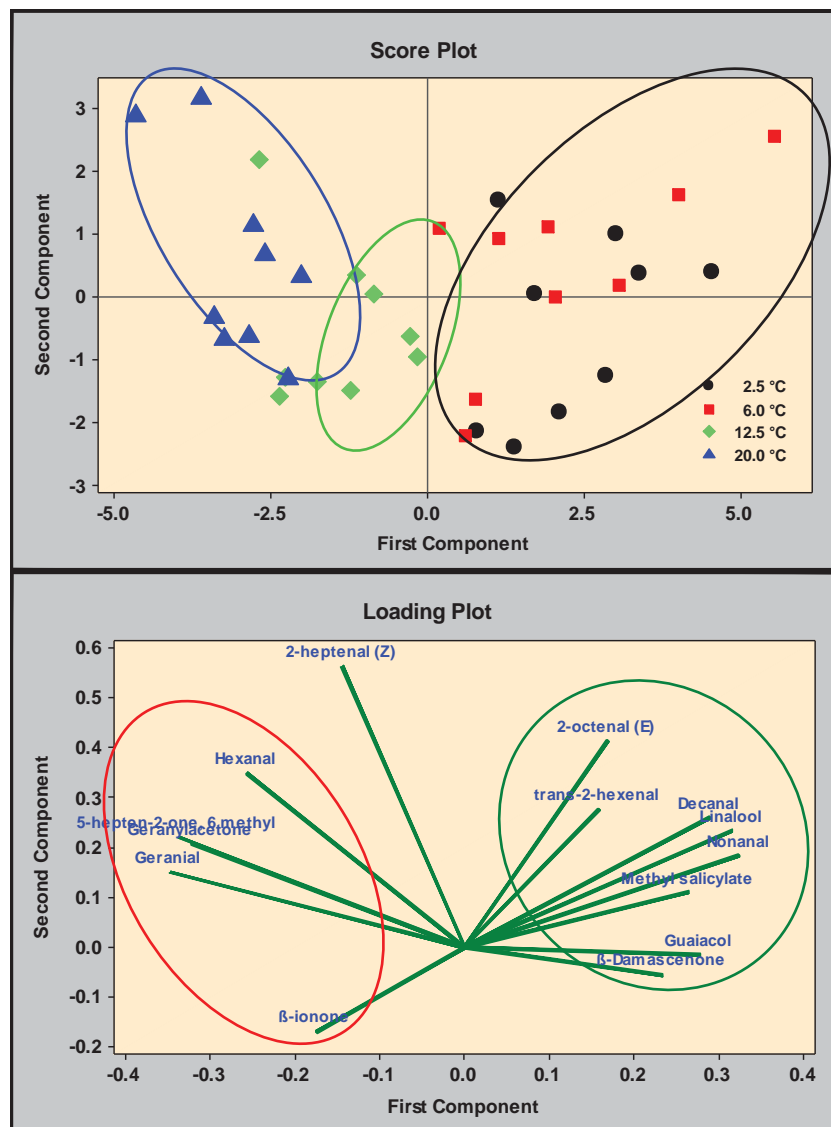 Score Plot
3
2
1
0
-1
-2
-3
Second Component
2.5 °C
6.0 °C
12.5 °C
20.0 °C
-5.0 -2.5 0.0 2.5 5.0
First Component
Loading Plot
0.6
0.5
0.4
0.3
0.2
0.1
0.0
-0.1
-0.2
Second Component
2-heptenal (Z)
2-octenal (E)
Hexanal
trans-2-hexenal
Decanal
Linalool
5-hepten-2-one, 6 methyl
Geranylacetone
Nonanal
Geranial
Methyl salicylate
Guaiacol
ß-Damascenone
ß-ionone
-0.4 -0.3 -0.2 -0.1 0.0 0.1 0.2 0.3 0.4
First Component